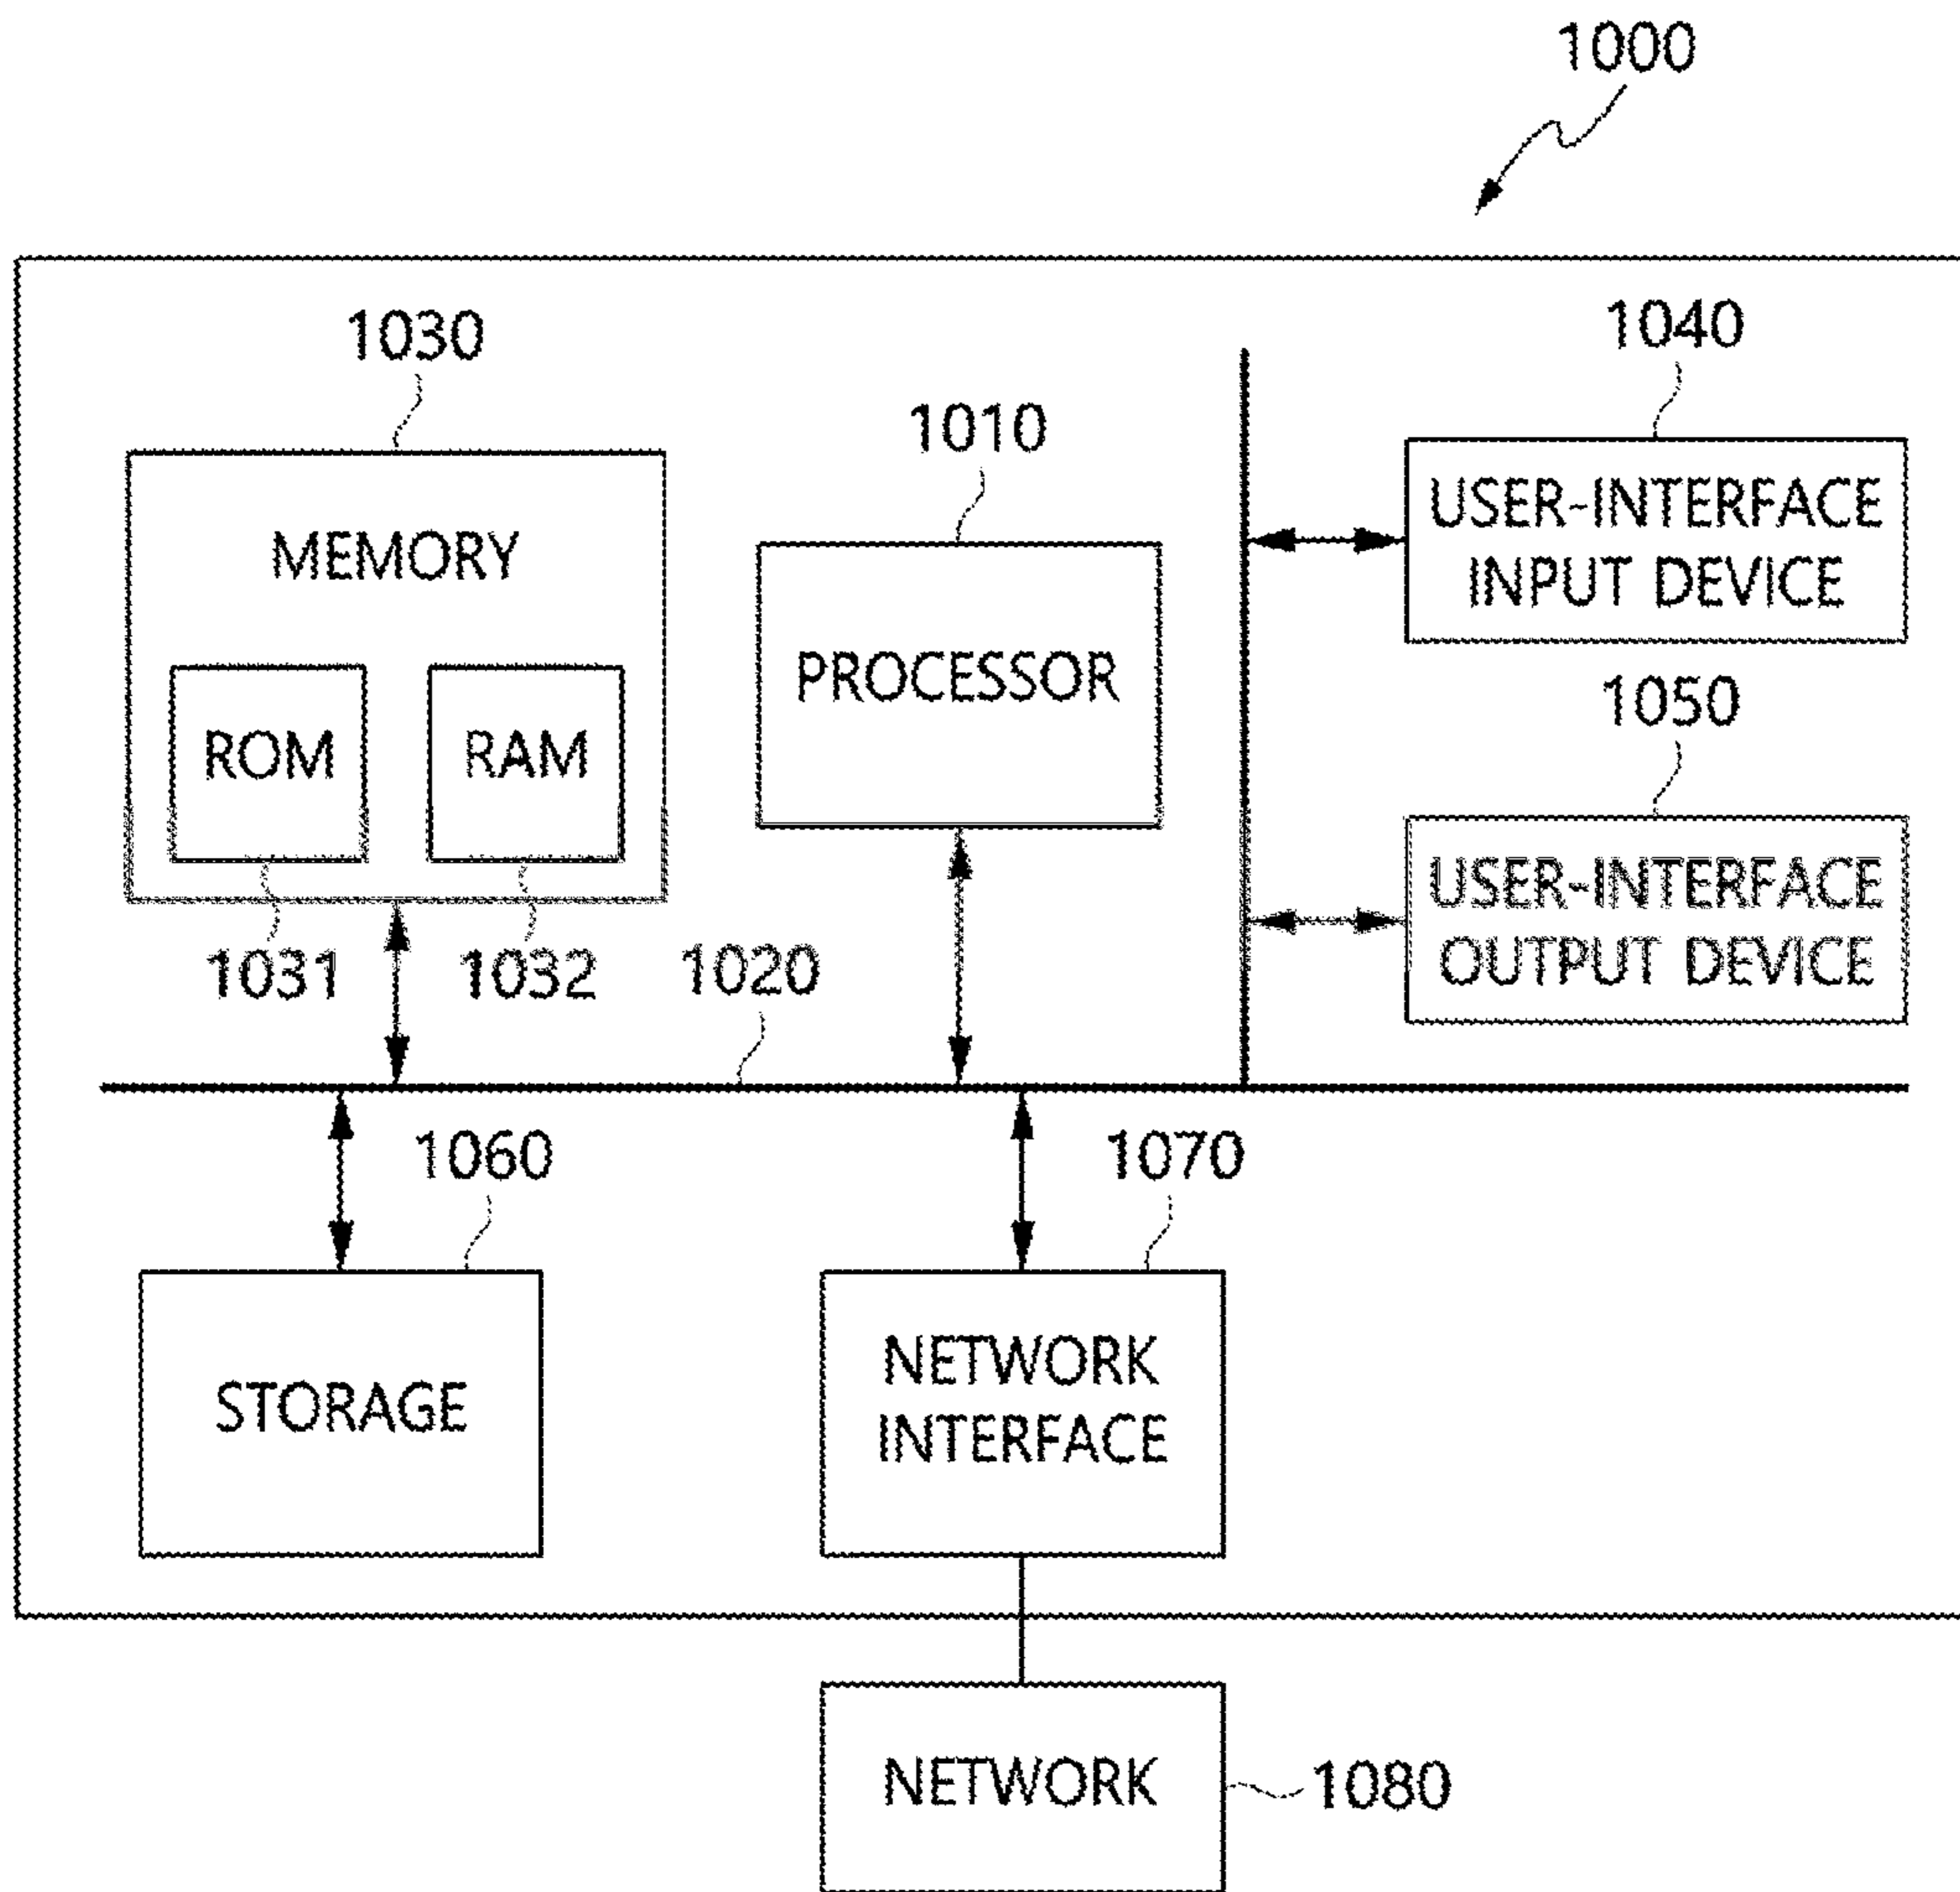 1000
1030
1040
1010
MEMORY
USER-INTERFACE
INPUT DEVICE
PROCESSOR
ROM
RAM
1050
USER-INTERFACE
OUTPUT DEVICE
1031
1032
1020
1060
1070
STORAGE
NETWORK
INTERFACE
NETWORK
1080